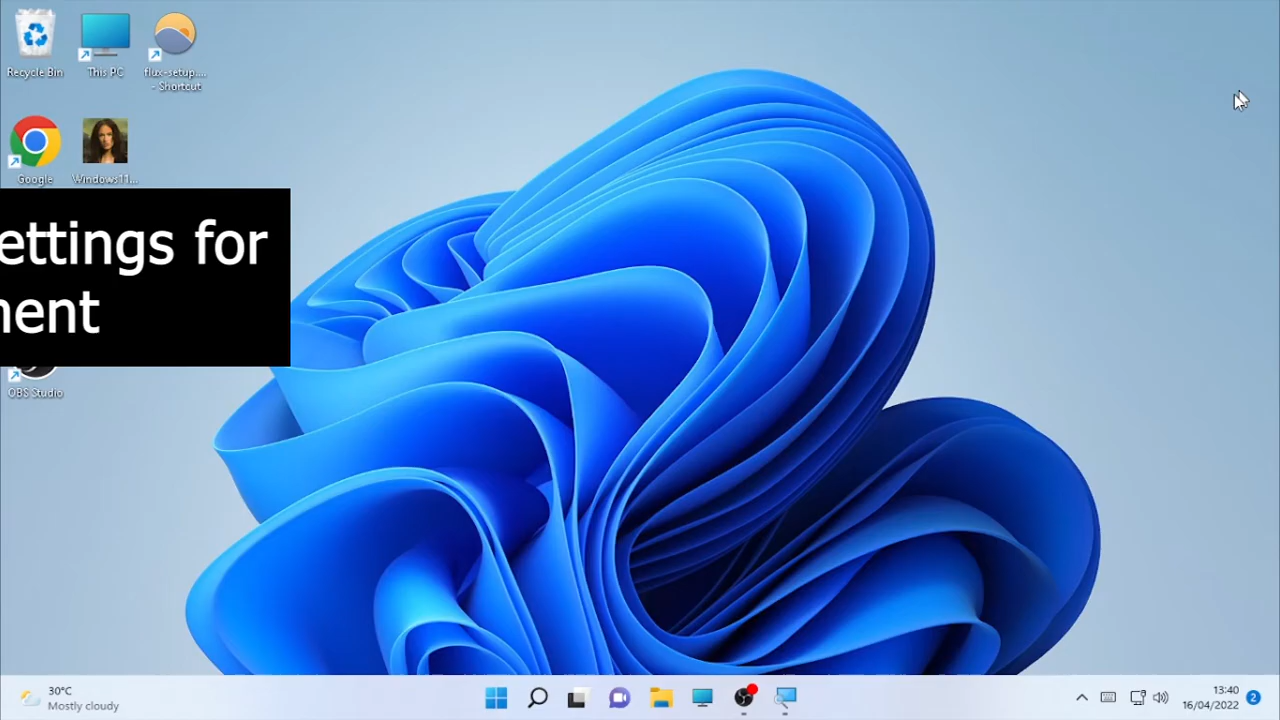 Recycle Bin
This PC
flux-setup....
- Shortcut
Google
Windows11...
ettings for
ent
OBS Studio
30°C
Mostly cloudy
13:40
16/04/2022
2